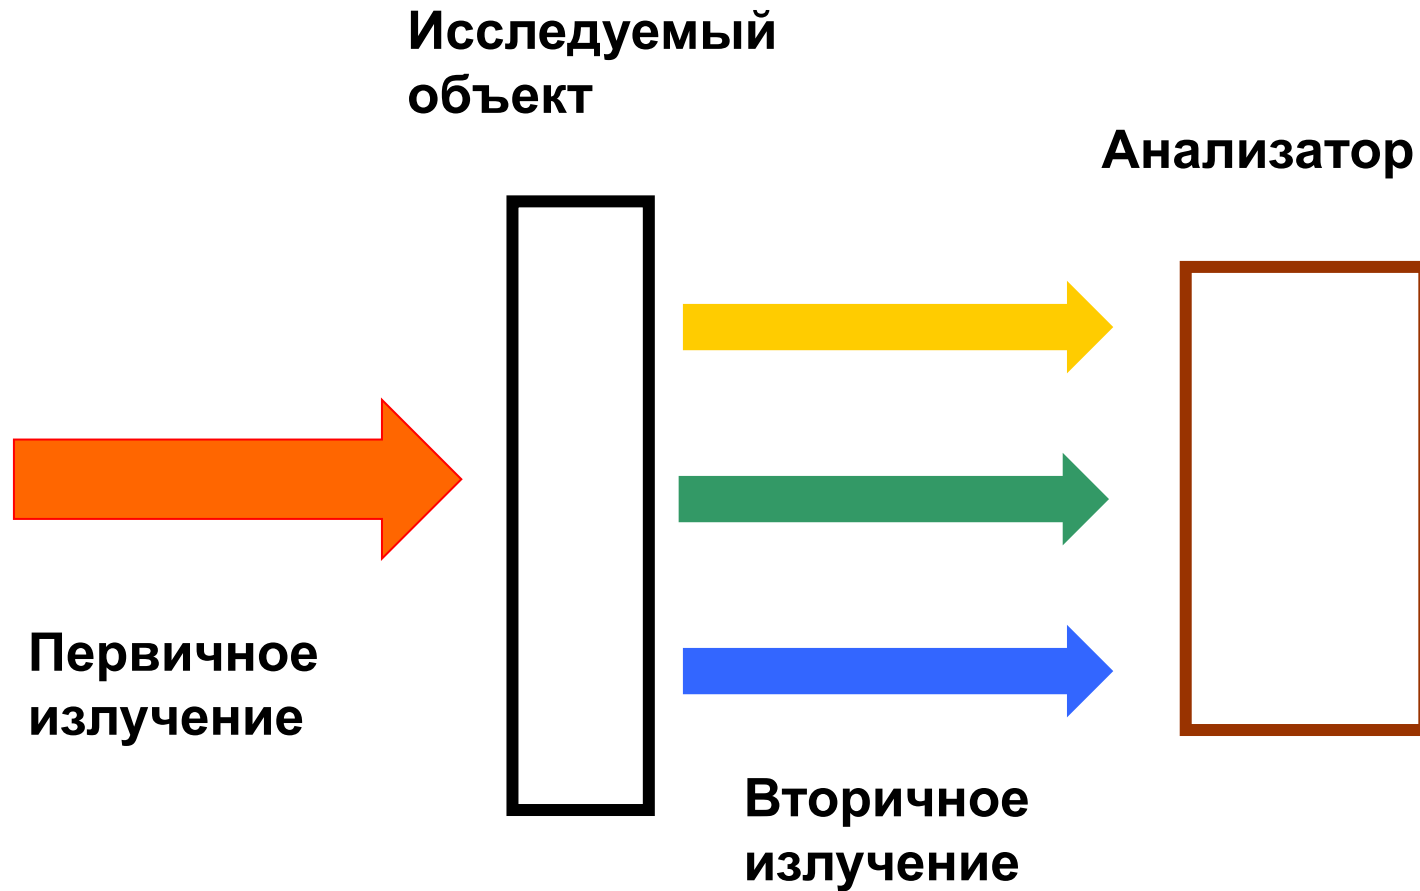 Исследуемый
объект
Анализатор
Первичное
излучение
Вторичное
излучение